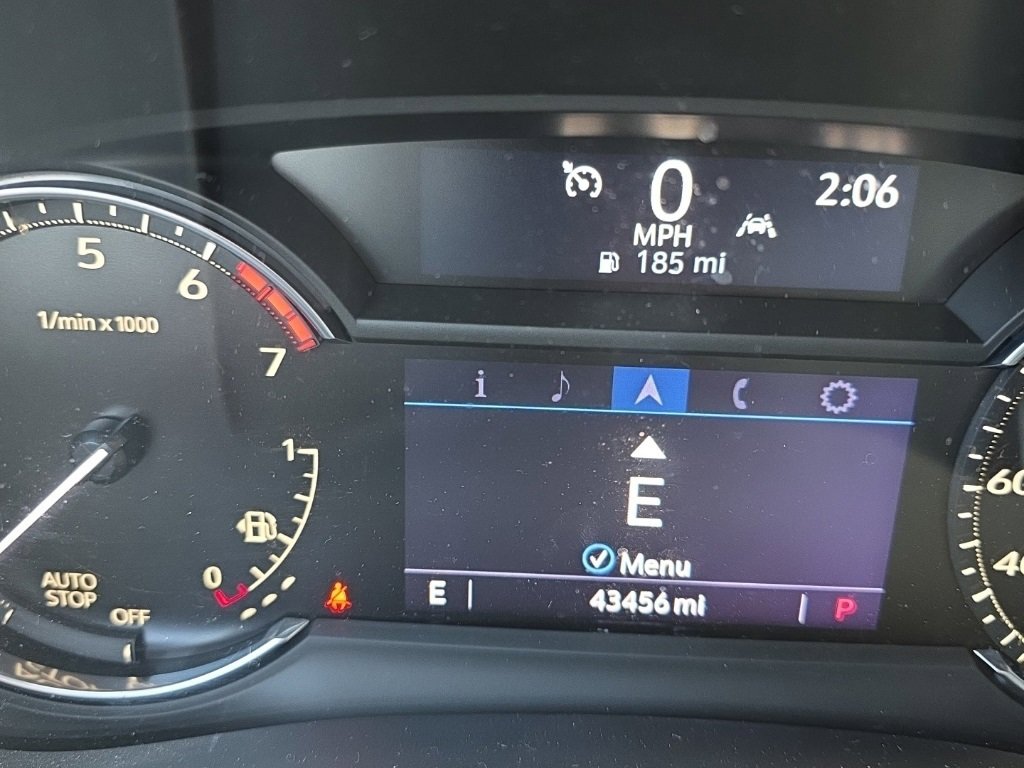 0
2:06
MPH
185 mi
5
6
1/min x 1000
7
i
E
1
60
Menu
0
AUTO
STOP
E
43456 mi
P
OFF